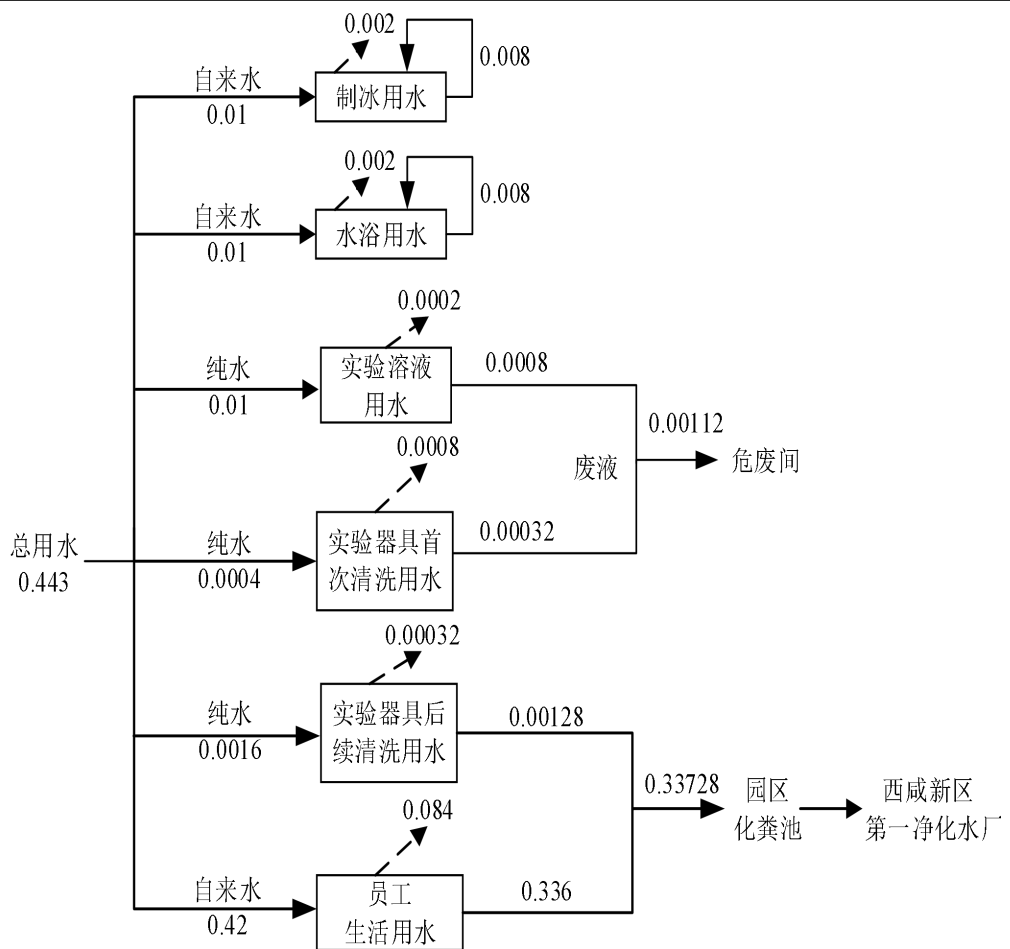 0.002
0.008
自来水
0.01
制冰用水
0.002
0.008
自来水
0.01
水浴用水
0.0002
纯水
0.01
实验溶液
用水
0.0008
0.00112
0.0008
废液
危废间
总用水
0.443
纯水
0.0004
实验器具首
次清洗用水
0.00032
0.00032
纯水
0.0016
实验器具后
续清洗用水
0.00128
0.33728
园区
化粪池
西咸新区
第一净化水厂
0.084
自来水
0.42
员工
生活用水
0.336